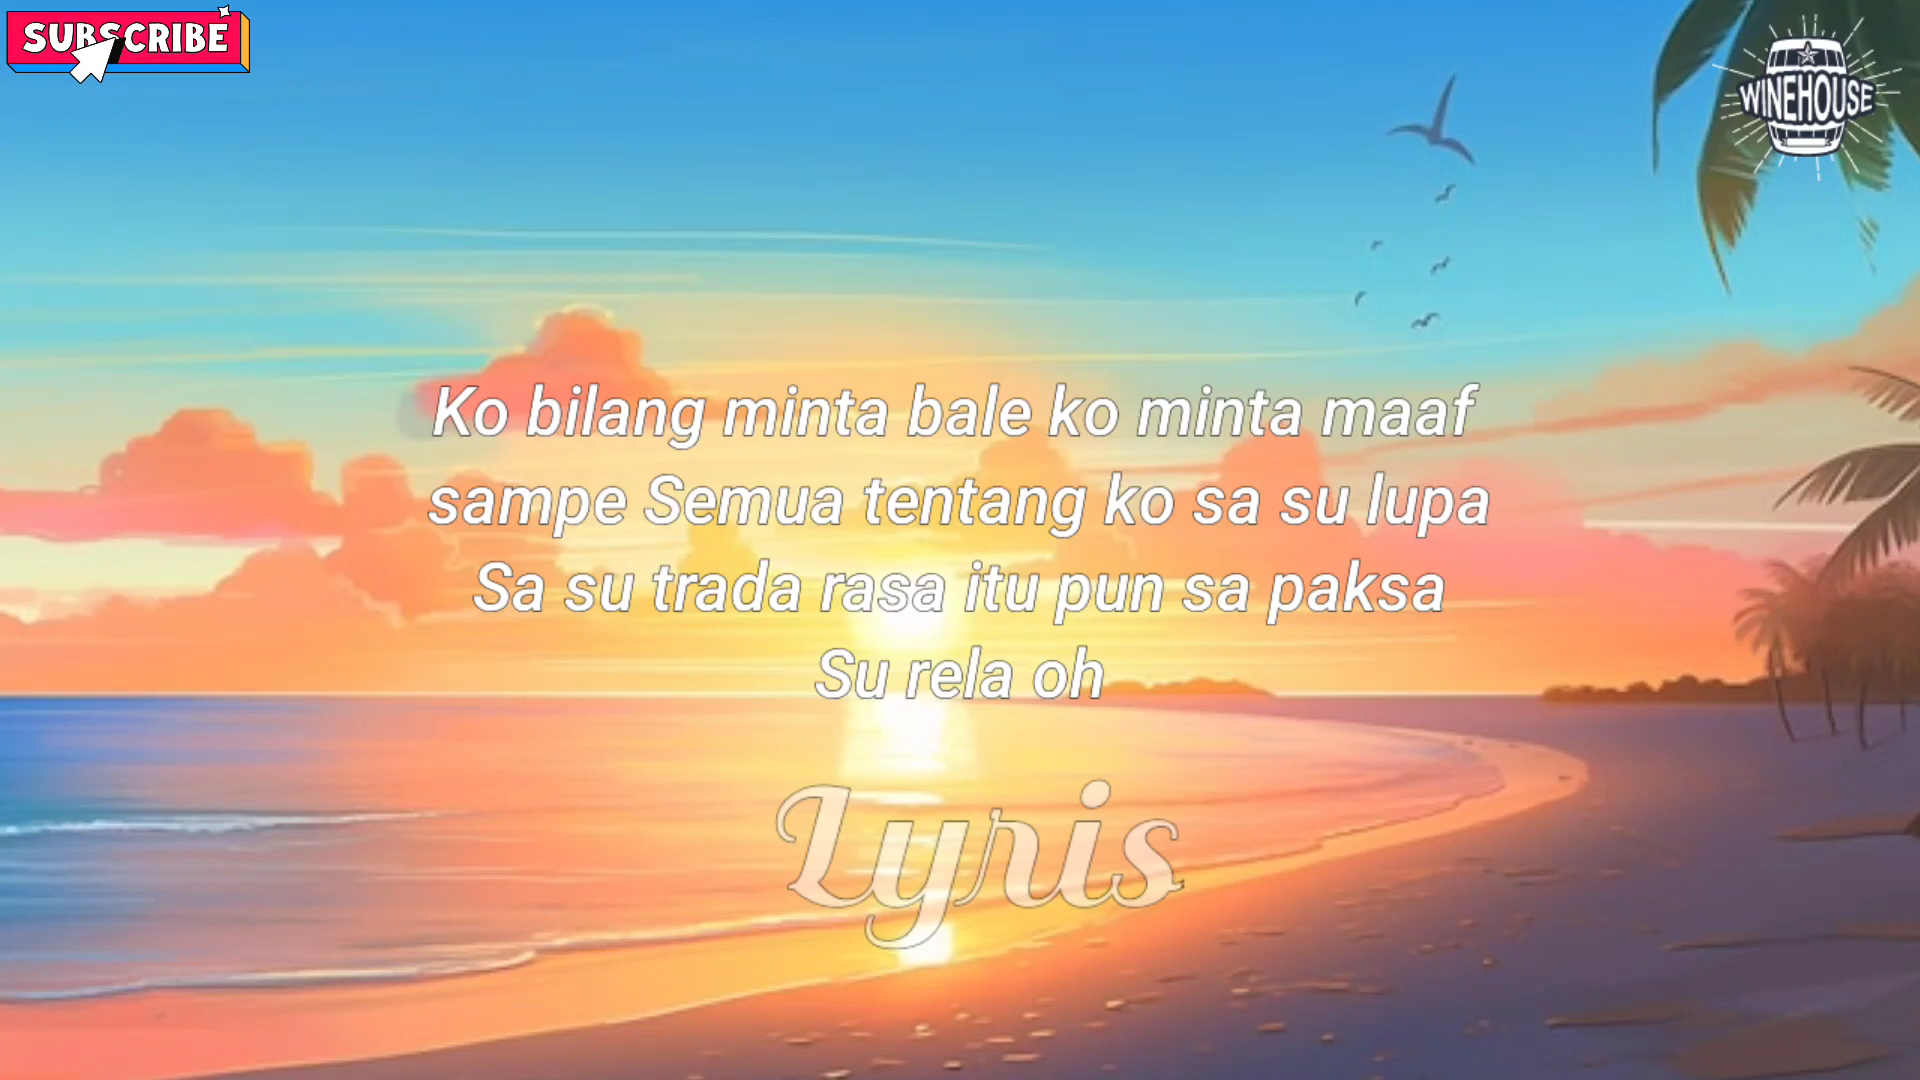 SUBSCRIBE
WINEHOUSE
Ko bilang minta bale ko minta maaf
sampe Semua tentang ko sa su lupa
Sa su trada rasa itu pun sa paksa
Su rela oh
Lyris